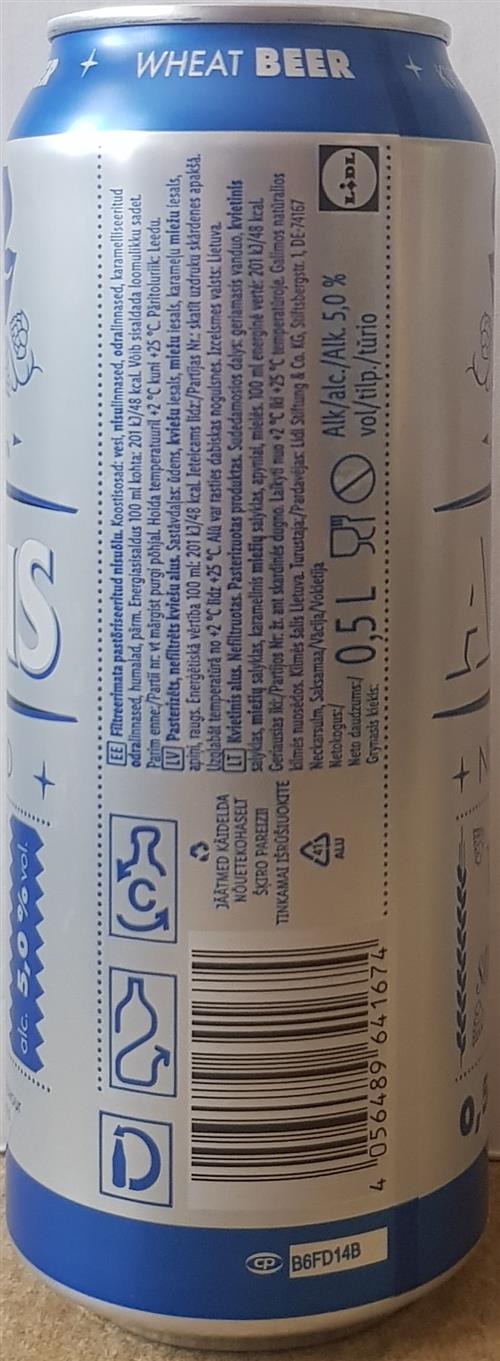 WHEAT BEER
EE Filtreerimata pastöriseeritud nisuõlu. Koostisosad: vesi, nisulinnased, odralinnased, karamelliseeritud
odralinnased, humalad, pärm. Energiasisaldus 100 ml kohta: 201 kJ/48 kcal. Võib sisaldada loomulikku sadet.
Parim enne:/Partii nr: vt märgist purgi põhjal. Hoida temperatuuril +2 °C kuni +25 °C. Päritoluriik: Leedu.
LV Pasterizēts, nefiltrēts kviešu alus. Sastāvdaļas: ūdens, kviešu iesals, miežu iesals, karameļu miežu iesals,
apiņi, raugs. Enerģētiskā vērtība 100 ml: 201 kJ/48 kcal. Ieteicams līdz:/Partijas Nr.: skatīt uzdruku skārdenes apakšā.
Uzglabāt temperatūrā no +2 °C līdz +25 °C. Alū var rasties dabiskas nogulsnes. Izcelsmes valsts: Lietuva.
LT Kvietinis alus. Nefiltruotas. Pasterizuotas produktas. Sudedamosios dalys: geriamasis vanduo, kvietinis
salyklas, miežių salyklas, karamelinis miežių salyklas, apyniai, mielės. 100 ml energinė vertė: 201 kJ/48 kcal.
Geriausias iki:/Partijos Nr.: žr. ant skardinės dugno. Laikyti nuo +2 °C iki +25 °C temperatūroje. Galimos natūralios
kilmės nuosėdos. Kilmės šalis Lietuva. Turustaja:/Pardavėjas: Lidl Stiftung & Co. KG, Stiftsbergstr. 1, DE-74167
Neckarsulm, Saksamaa/Vācija/Vokietija
Netokogus:/
Neto daudzums:/
Grynasis kiekis:
0,5 L
Alk/alc./Alk. 5,0 %
vol/tilp./tūrio
LIDL
JÄÄTMED KÄIDELDA
NÕUETEKOHASELT
ŠĶIRO PAREIZI!
TINKAMAI IŠRŪŠIUOKITE
41
ALU
alc. 5,0 % vol.
4 056489 641674
CP B6FD14B